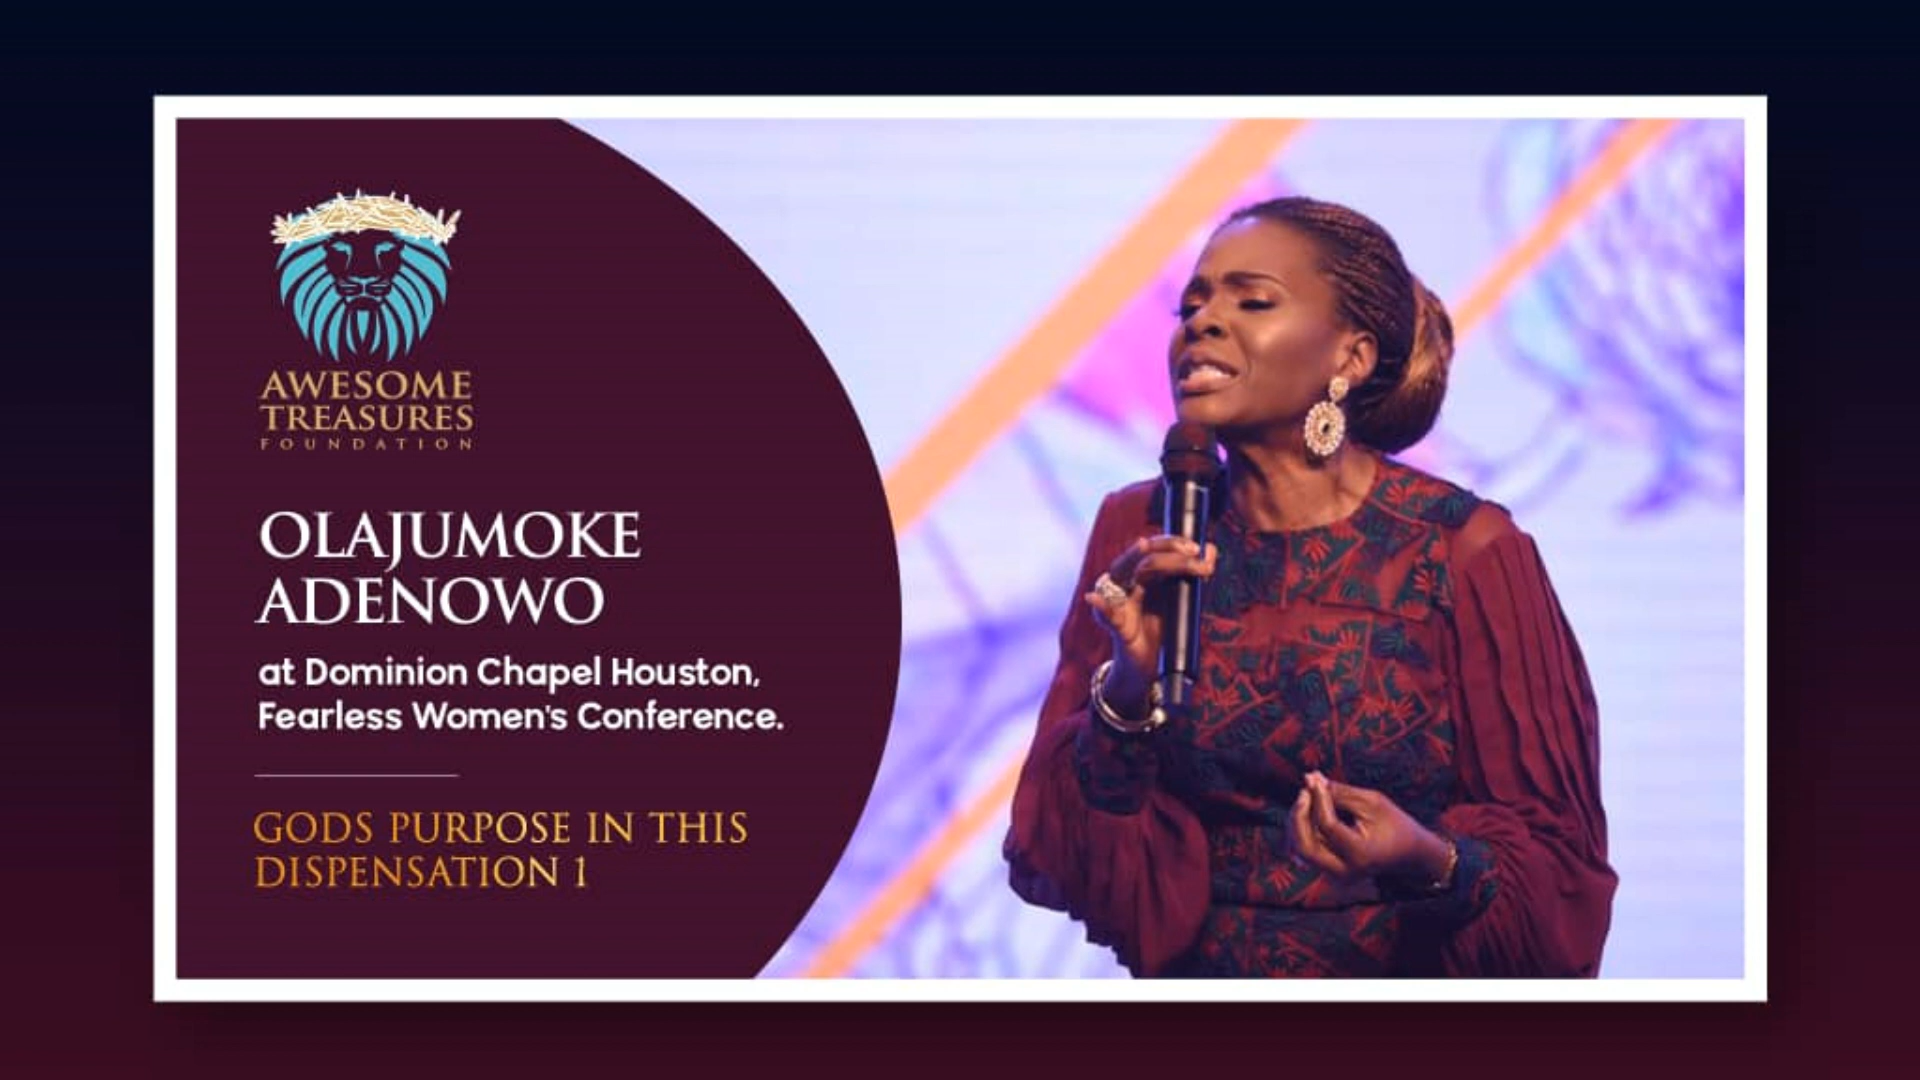 AWESOME
TREASURES
FOUNDATION
OLAJUMOKE
ADENOWO
at Dominion Chapel Houston,
Fearless Women's Conference.
GODS PURPOSE IN THIS
DISPENSATION 1